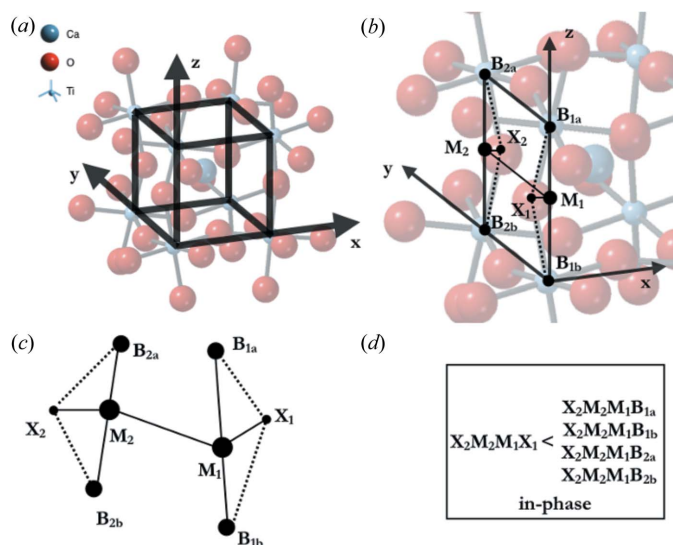 (a)
Ca
O
Ti
z
y
x
(b)
z
B2a
B1a
M2
X2
y
X1
M1
B2b
B1b
x
(c)
B2a
B1a
X2
M2
X1
M1
B2b
B1b
(d)
X2M2M1X1 <
X2M2M1B1a
X2M2M1B1b
X2M2M1B2a
X2M2M1B2b
in-phase